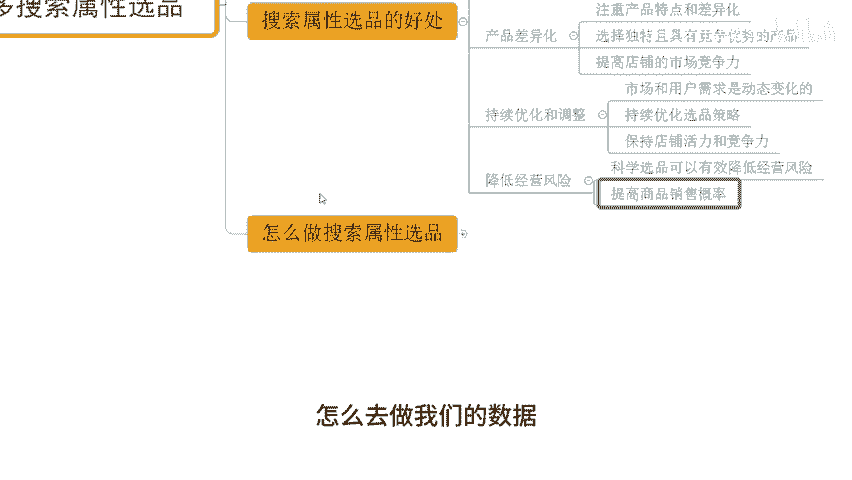 多搜索属性选品
搜索属性选品的好处
注重产品特点和差异化
产品差异化
选择独特且具有竞争优势的产品
提高店铺的市场竞争力
市场和用户需求是动态变化的
持续优化和调整
持续优化选品策略
保持店铺活力和竞争力
科学选品可以有效降低经营风险
降低经营风险
提高商品销售概率
怎么做搜索属性选品
怎么去做我们的数据